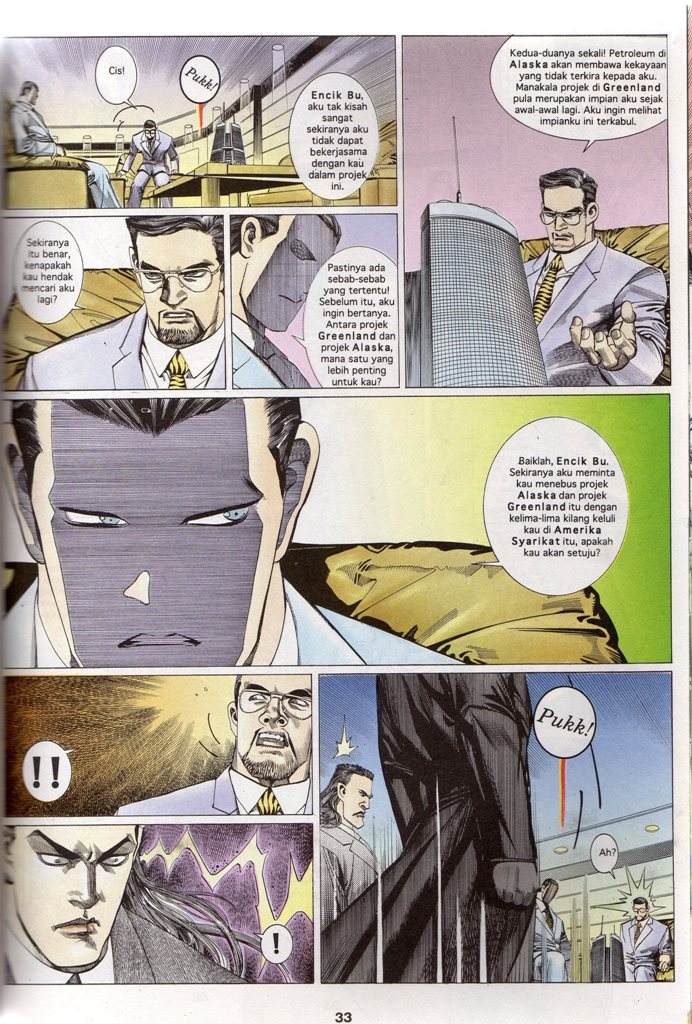 Cis!
Pukk!
Encik Bu,
aku tak kisah
sangat
sekiranya aku
tidak dapat
bekerjasama
dengan kau
dalam projek
ini.
Kedua-duanya sekali! Petroleum di
Alaska akan membawa kekayaan
yang tidak terkira kepada aku.
Manakala projek di Greenland
pula merupakan impian aku sejak
awal-awal lagi. Aku ingin melihat
impianku ini terkabul.
Sekiranya
itu benar,
kenapakah
kau hendak
mencari aku
lagi?
Pastinya ada
sebab-sebab
yang tertentu!
Sebelum itu, aku
ingin bertanya.
Antara projek
Greenland dan
projek Alaska,
mana satu yang
lebih penting
untuk kau?
Baiklah, Encik Bu.
Sekiranya aku meminta
kau menebus projek
Alaska dan projek
Greenland itu dengan
kelima-lima kilang keluli
kau di Amerika
Syarikat itu, apakah
kau akan setuju?
!!
!
Pukk!
Ah?
33